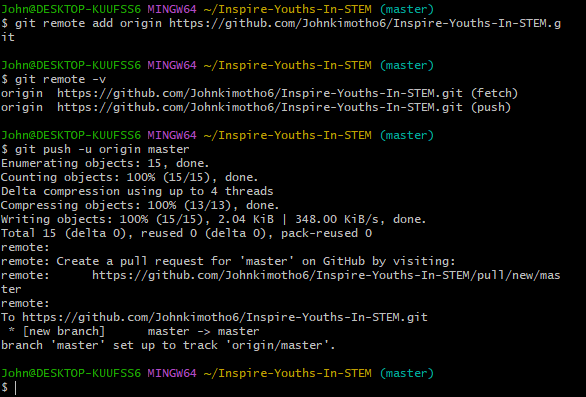 John@DESKTOP-KUUFSS6 MINGW64 ~/Inspire-Youths-In-STEM (master)
$ git remote add origin https://github.com/Johnkimotho6/Inspire-Youths-In-STEM.g
it
John@DESKTOP-KUUFSS6 MINGW64 ~/Inspire-Youths-In-STEM (master)
$ git remote -v
origin  https://github.com/Johnkimotho6/Inspire-Youths-In-STEM.git (fetch)
origin  https://github.com/Johnkimotho6/Inspire-Youths-In-STEM.git (push)
John@DESKTOP-KUUFSS6 MINGW64 ~/Inspire-Youths-In-STEM (master)
$ git push -u origin master
Enumerating objects: 15, done.
Counting objects: 100% (15/15), done.
Delta compression using up to 4 threads
Compressing objects: 100% (13/13), done.
Writing objects: 100% (15/15), 2.04 KiB | 348.00 KiB/s, done.
Total 15 (delta 0), reused 0 (delta 0), pack-reused 0
remote:
remote: Create a pull request for 'master' on GitHub by visiting:
remote:      https://github.com/Johnkimotho6/Inspire-Youths-In-STEM/pull/new/mas
ter
remote:
To https://github.com/Johnkimotho6/Inspire-Youths-In-STEM.git
 * [new branch]      master -> master
branch 'master' set up to track 'origin/master'.
John@DESKTOP-KUUFSS6 MINGW64 ~/Inspire-Youths-In-STEM (master)
$